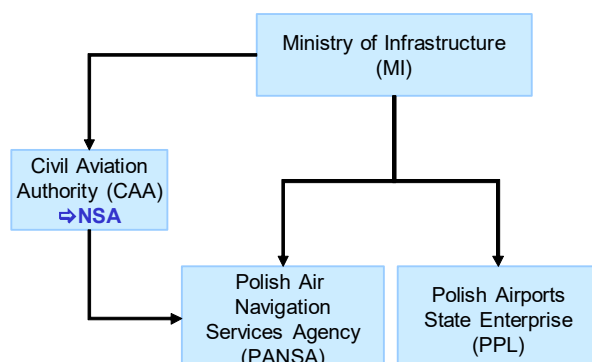 Ministry of Infrastructure
(MI)
Civil Aviation
Authority (CAA)
⇨NSA
Polish Air
Navigation
Services Agency
(PANSA)
Polish Airports
State Enterprise
(PPL)